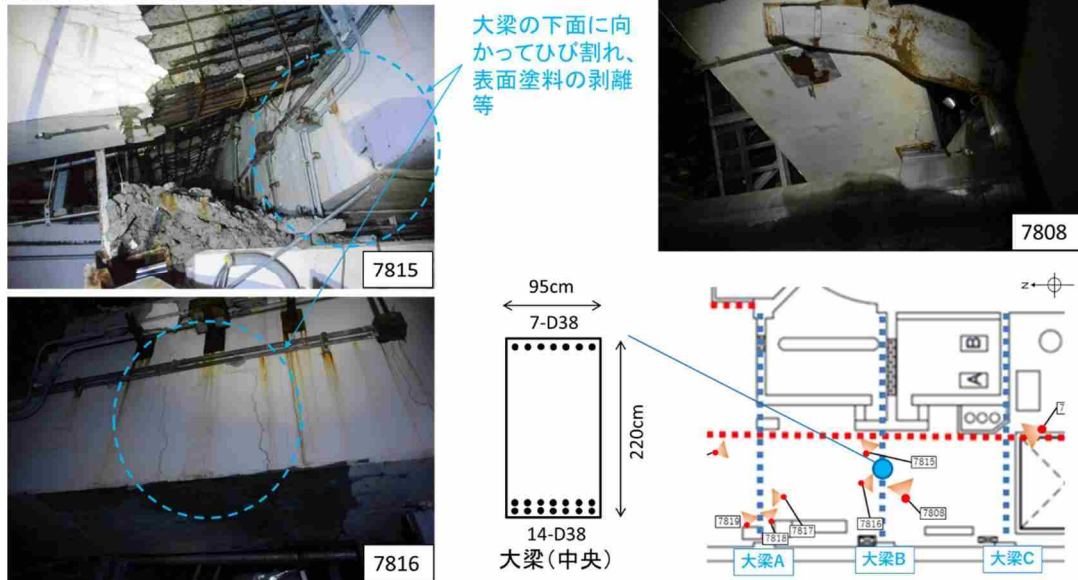 大梁の下面に向
かってひび割れ、
表面塗料の剥離
等
7815
7808
7816
95cm
7-D38
220cm
14-D38
大梁（中央）
N
B
A
7815
7816
7808
7817
7818
7819
大梁A
大梁B
大梁C